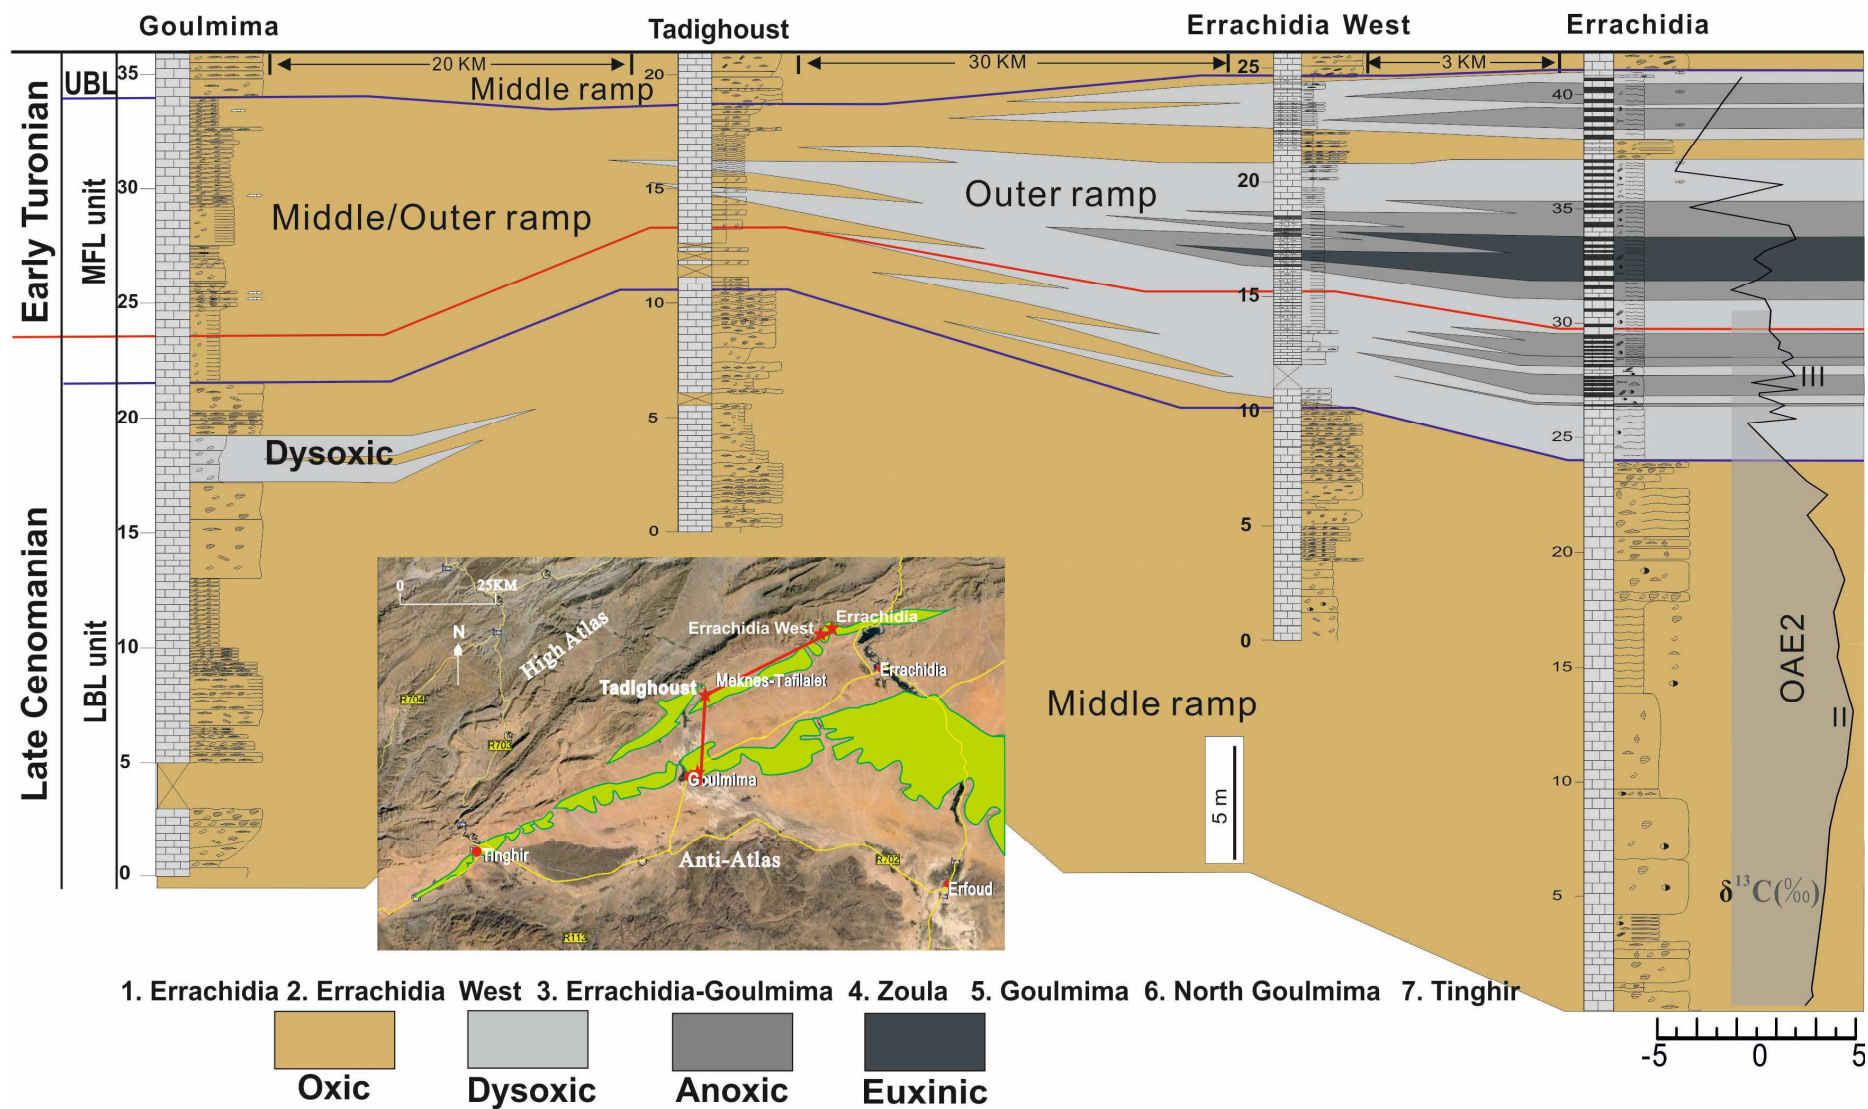 Goulmima
Tadighoust
Errachidia West
Errachidia
20 KM
30 KM
3 KM
UBL
Early Turonian
MFL unit
Late Cenomanian
LBL unit
35
30
25
20
15
10
5
0
20
15
10
5
0
25
20
15
10
5
0
40
35
30
25
20
15
10
5
Middle ramp
Middle/Outer ramp
Outer ramp
Dysoxic
Middle ramp
III
II
OAE2
δ¹³C(‰)
5 m
0 25KM
N
High Atlas
Errachidia West
Errachidia
Tadighoust
Meknes-Tafilalet
Errachidia
R704
R703
Goulmima
Tinghir
Anti-Atlas
R702
Erfoud
R113
1. Errachidia 2. Errachidia West 3. Errachidia-Goulmima 4. Zoula 5. Goulmima 6. North Goulmima 7. Tinghir
Oxic
Dysoxic
Anoxic
Euxinic
-5 0 5